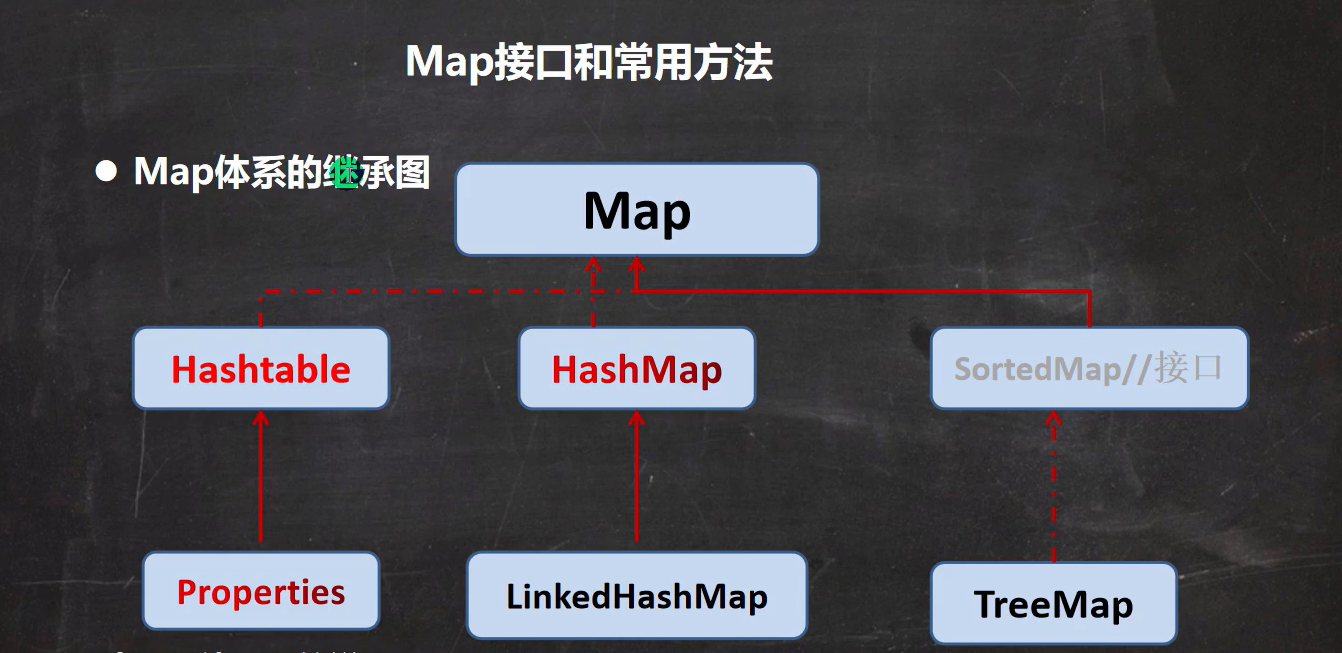 Map接口和常用方法
● Map体系的继承图
Map
Hashtable
HashMap
SortedMap//接口
Properties
LinkedHashMap
TreeMap